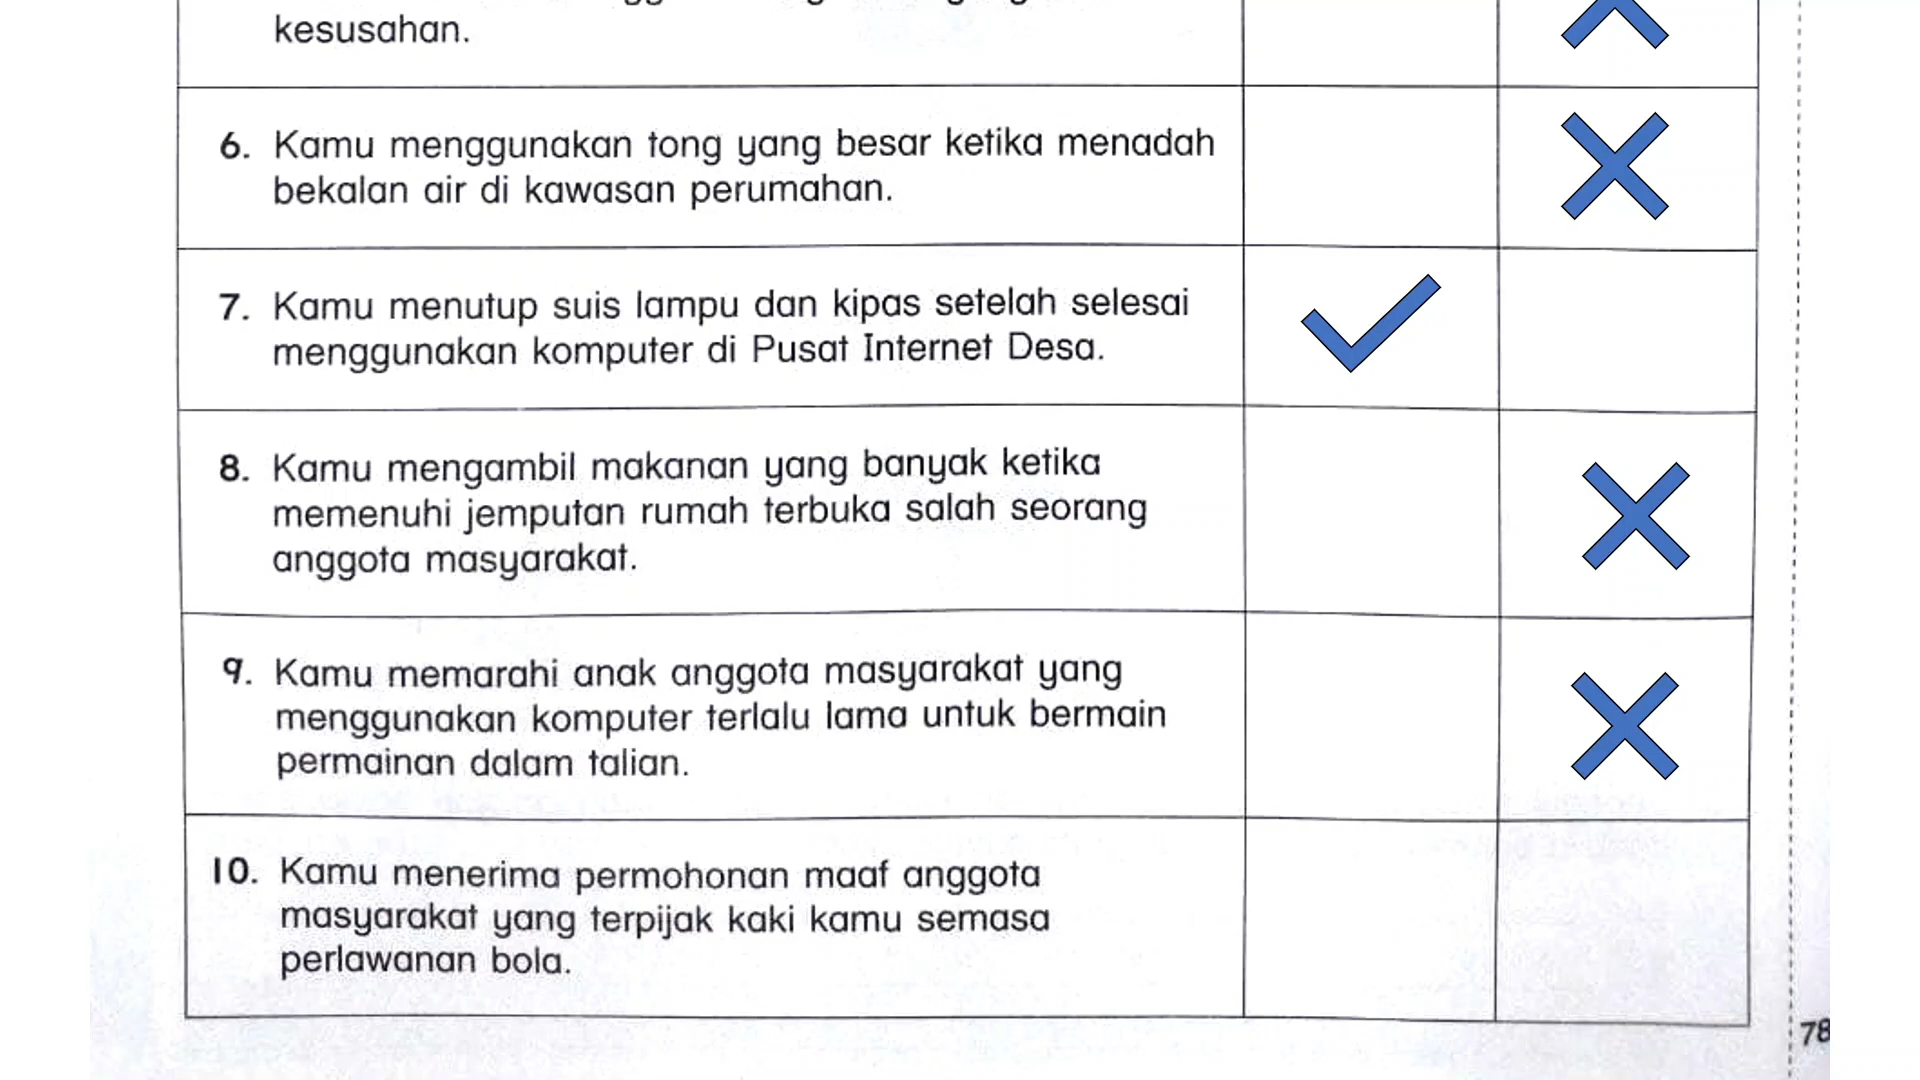 kesusahan.
6. Kamu menggunakan tong yang besar ketika menadah
bekalan air di kawasan perumahan.
7. Kamu menutup suis lampu dan kipas setelah selesai
menggunakan komputer di Pusat Internet Desa.
8. Kamu mengambil makanan yang banyak ketika
memenuhi jemputan rumah terbuka salah seorang
anggota masyarakat.
9. Kamu memarahi anak anggota masyarakat yang
menggunakan komputer terlalu lama untuk bermain
permainan dalam talian.
10. Kamu menerima permohonan maaf anggota
masyarakat yang terpijak kaki kamu semasa
perlawanan bola.
78